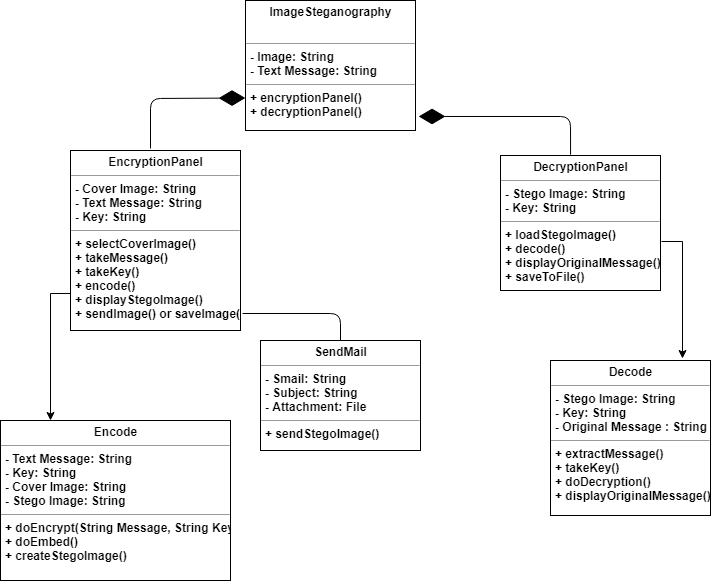 ImageSteganography
- Image: String
- Text Message: String
+ encryptionPanel()
+ decryptionPanel()
EncryptionPanel
- Cover Image: String
- Text Message: String
- Key: String
+ selectCoverImage()
+ takeMessage()
+ takeKey()
+ encode()
+ displayStegoImage()
+ sendImage() or saveImage(
DecryptionPanel
- Stego Image: String
- Key: String
+ loadStegoImage()
+ decode()
+ displayOriginalMessage()
+ saveToFile()
SendMail
- Smail: String
- Subject: String
- Attachment: File
+ sendStegoImage()
Decode
- Stego Image: String
- Key: String
- Original Message : String
+ extractMessage()
+ takeKey()
+ doDecryption()
+ displayOriginalMessage()
Encode
- Text Message: String
- Key: String
- Cover Image: String
- Stego Image: String
+ doEncrypt(String Message, String Key
+ doEmbed()
+ createStegoImage()